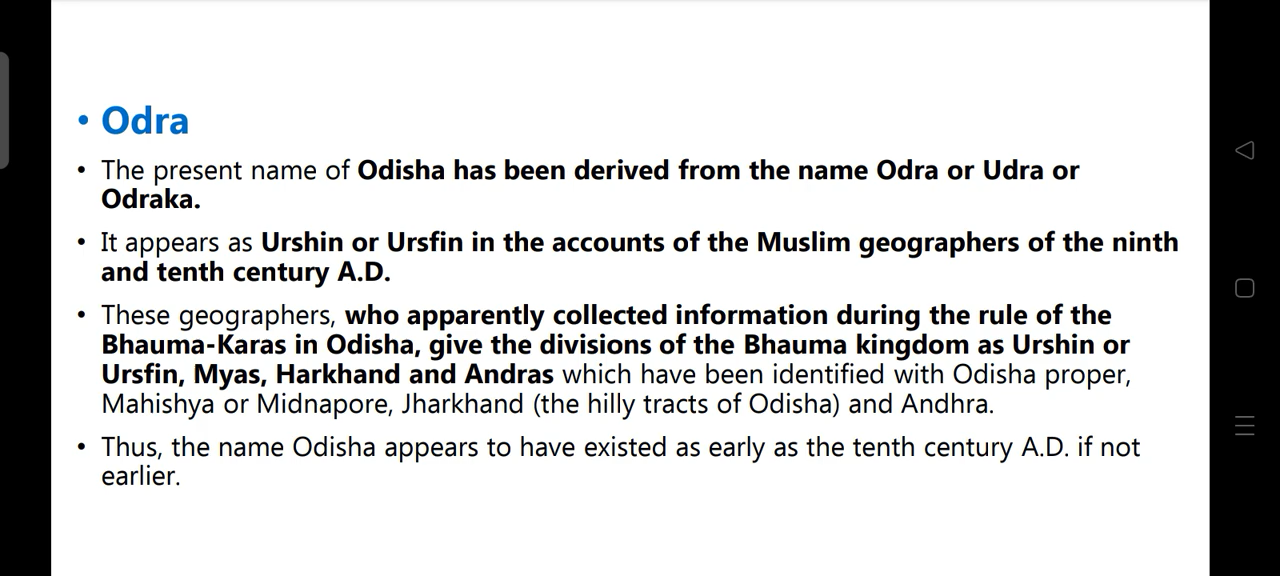 • Odra
• The present name of Odisha has been derived from the name Odra or Udra or
Odraka.
• It appears as Urshin or Ursfin in the accounts of the Muslim geographers of the ninth
and tenth century A.D.
• These geographers, who apparently collected information during the rule of the
Bhauma-Karas in Odisha, give the divisions of the Bhauma kingdom as Urshin or
Ursfin, Myas, Harkhand and Andras which have been identified with Odisha proper,
Mahishya or Midnapore, Jharkhand (the hilly tracts of Odisha) and Andhra.
• Thus, the name Odisha appears to have existed as early as the tenth century A.D. if not
earlier.